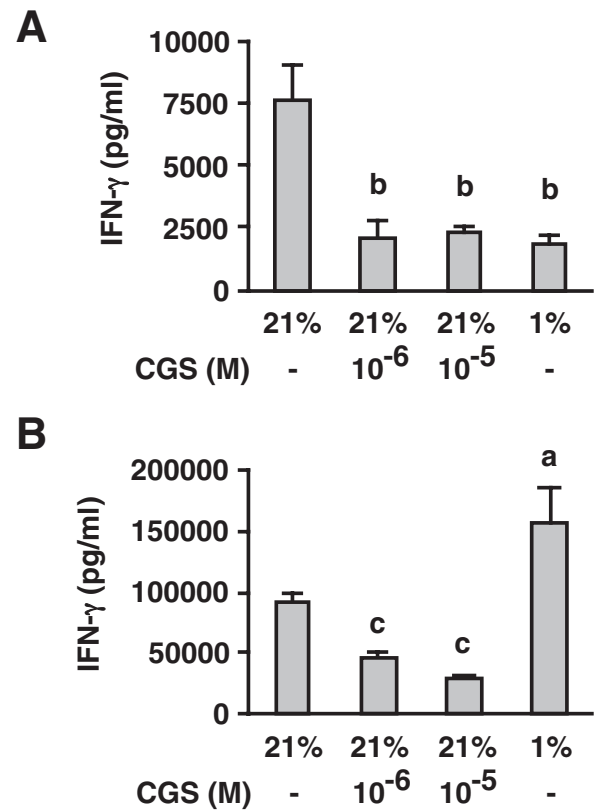 A
IFN-γ (pg/ml)
10000
7500
5000
2500
0
b b b
21% 21% 21% 1%
CGS (M) - 10⁻⁶ 10⁻⁵ -
B
IFN-γ (pg/ml)
200000
150000
100000
50000
0
a
c c
21% 21% 21% 1%
CGS (M) - 10⁻⁶ 10⁻⁵ -